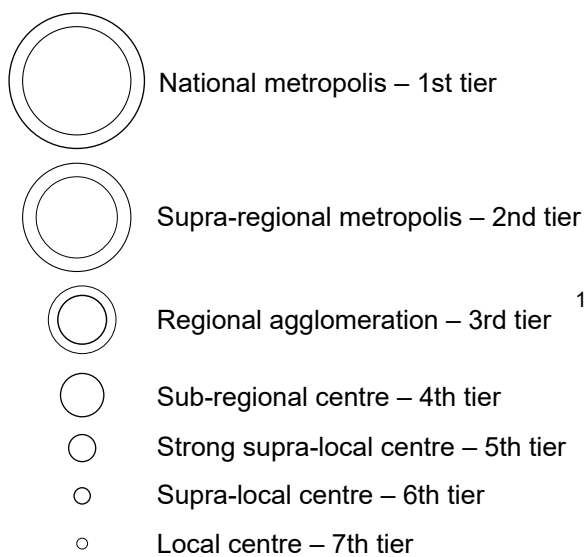 National metropolis – 1st tier
Supra-regional metropolis – 2nd tier
Regional agglomeration – 3rd tier 1
Sub-regional centre – 4th tier
Strong supra-local centre – 5th tier
Supra-local centre – 6th tier
Local centre – 7th tier